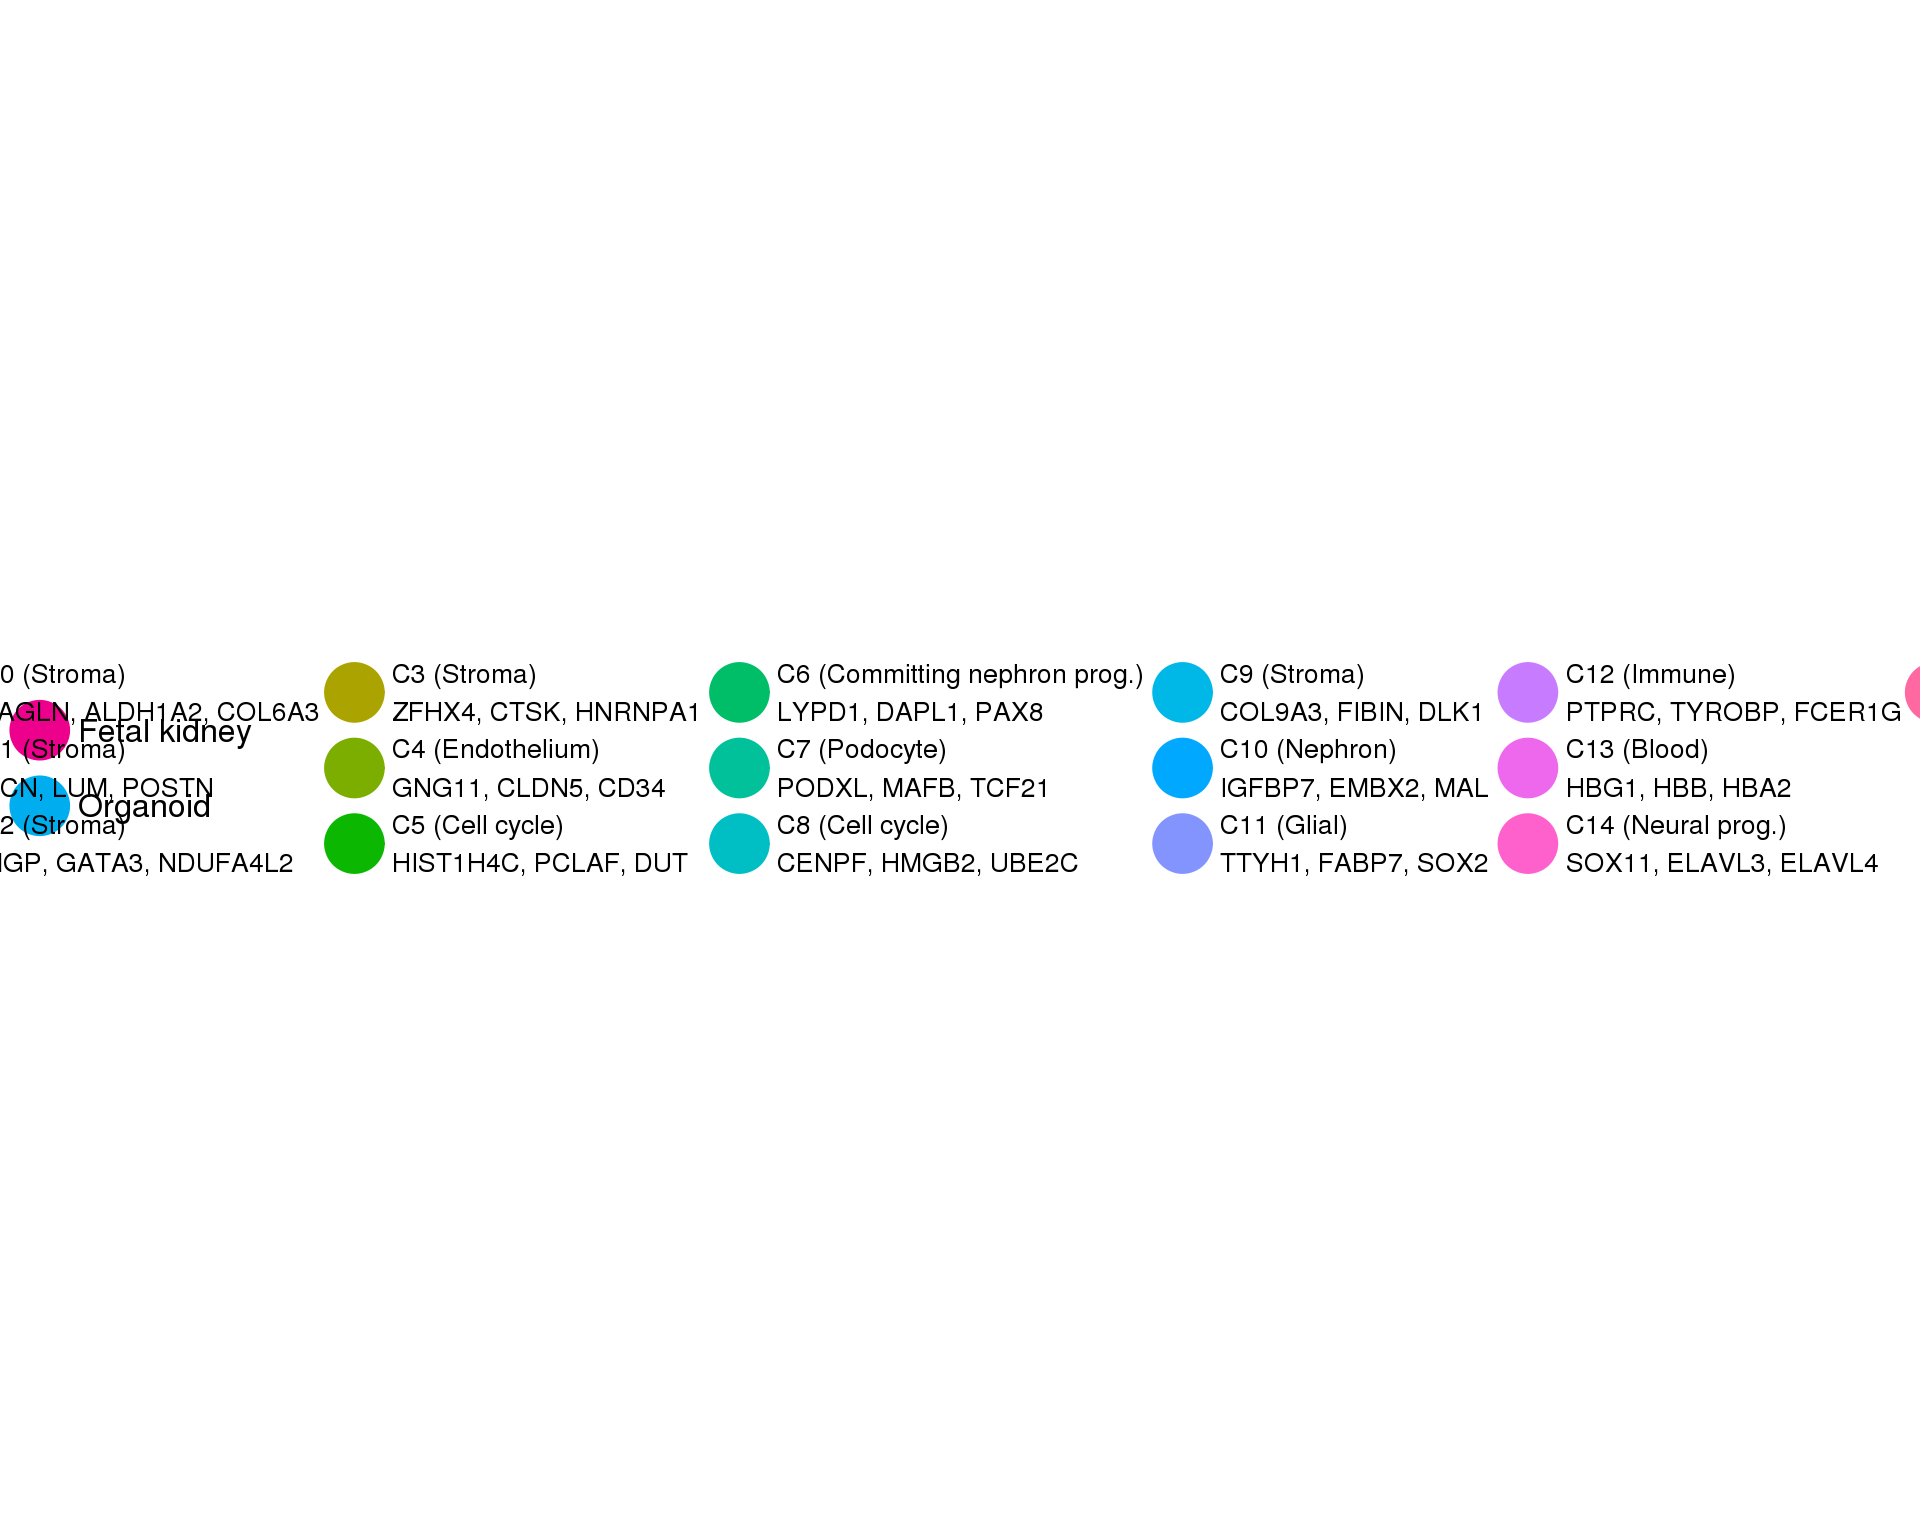 0 (Stroma)
AGLN, ALDH1A2, COL6A3
Fetal kidney
1 (Stroma)
CN, LUM, POSTN
Organoid
2 (Stroma)
GP, GATA3, NDUFA4L2
C3 (Stroma)
ZFHX4, CTSK, HNRNPA1
C4 (Endothelium)
GNG11, CLDN5, CD34
C5 (Cell cycle)
HIST1H4C, PCLAF, DUT
C6 (Committing nephron prog.)
LYPD1, DAPL1, PAX8
C7 (Podocyte)
PODXL, MAFB, TCF21
C8 (Cell cycle)
CENPF, HMGB2, UBE2C
C9 (Stroma)
COL9A3, FIBIN, DLK1
C10 (Nephron)
IGFBP7, EMBX2, MAL
C11 (Glial)
TTYH1, FABP7, SOX2
C12 (Immune)
PTPRC, TYROBP, FCER1G
C13 (Blood)
HBG1, HBB, HBA2
C14 (Neural prog.)
SOX11, ELAVL3, ELAVL4